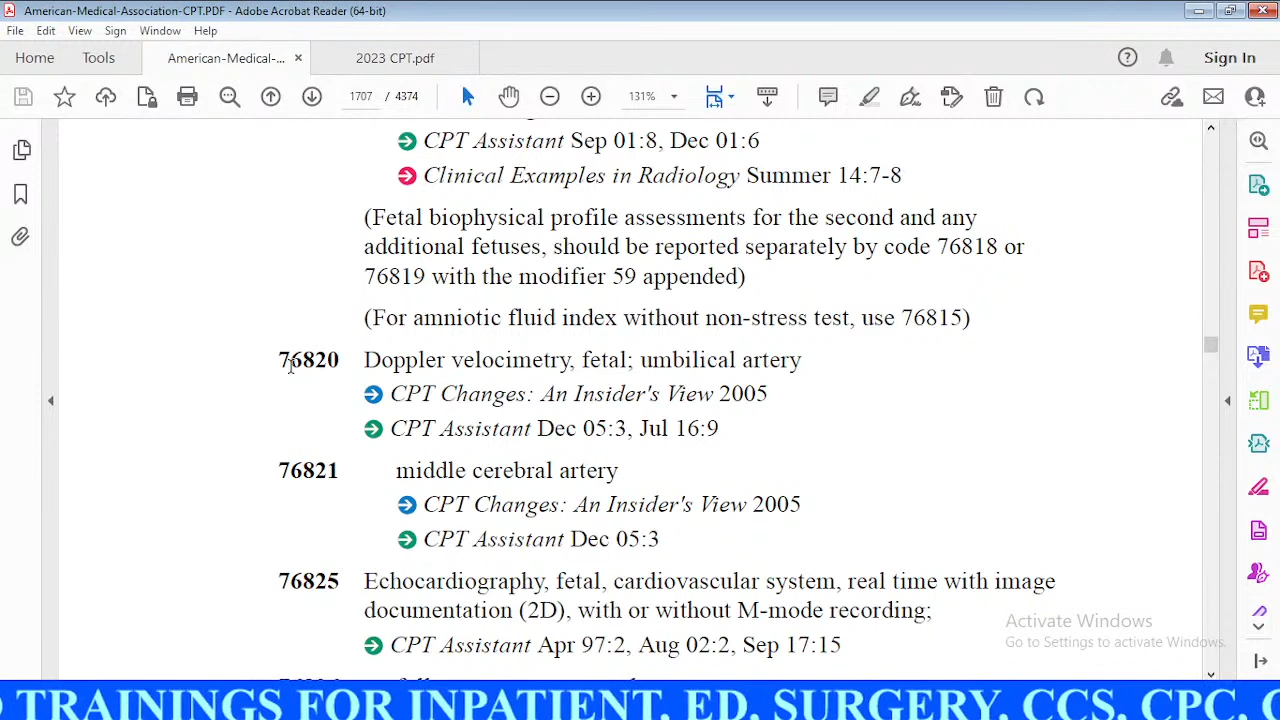 American-Medical-Association-CPT.PDF - Adobe Acrobat Reader (64-bit)
File Edit View Sign Window Help
Home Tools American-Medical-... × 2023 CPT.pdf Sign In
1707 / 4374 131%
CPT Assistant Sep 01:8, Dec 01:6
Clinical Examples in Radiology Summer 14:7-8
(Fetal biophysical profile assessments for the second and any
additional fetuses, should be reported separately by code 76818 or
76819 with the modifier 59 appended)
(For amniotic fluid index without non-stress test, use 76815)
76820 Doppler velocimetry, fetal; umbilical artery
CPT Changes: An Insider's View 2005
CPT Assistant Dec 05:3, Jul 16:9
76821 middle cerebral artery
CPT Changes: An Insider's View 2005
CPT Assistant Dec 05:3
76825 Echocardiography, fetal, cardiovascular system, real time with image
documentation (2D), with or without M-mode recording;
CPT Assistant Apr 97:2, Aug 02:2, Sep 17:15
Activate Windows
Go to Settings to activate Windows.
TRAININGS FOR INPATIENT, ED, SURGERY, CCS, CPC,